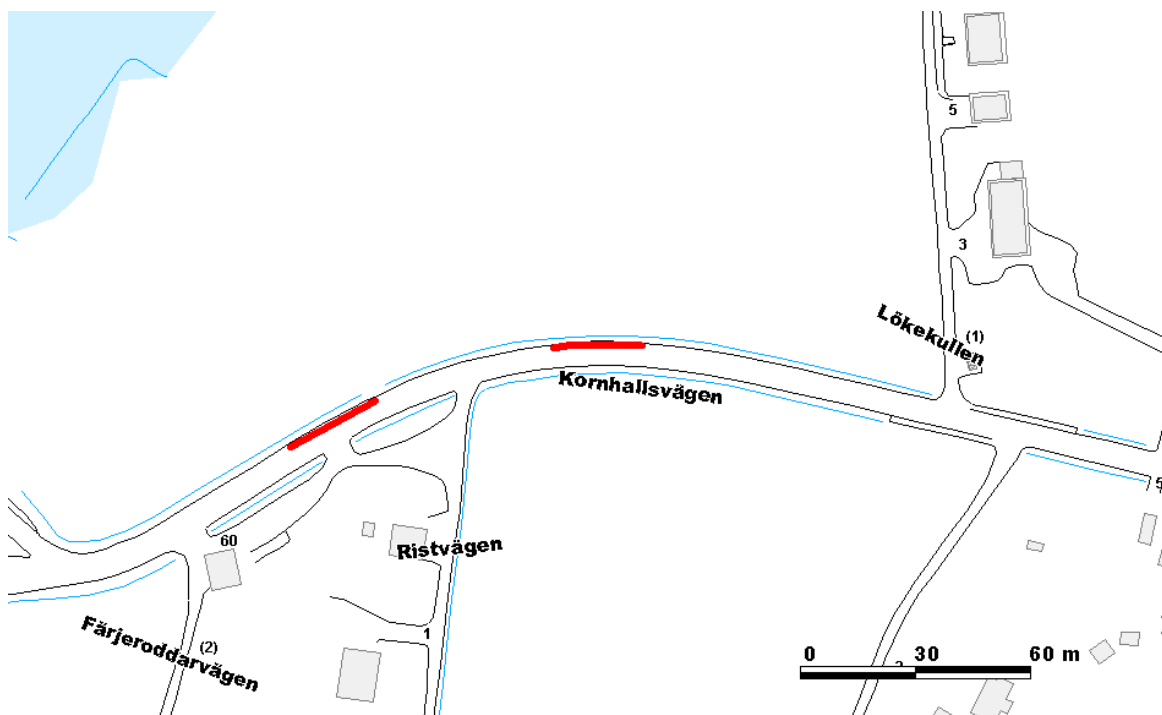 5
3
Lökekullen
(1)
Kornhallsvägen
60
Ristvägen
Färjeroddarvägen
(2)
1
0 30 60 m